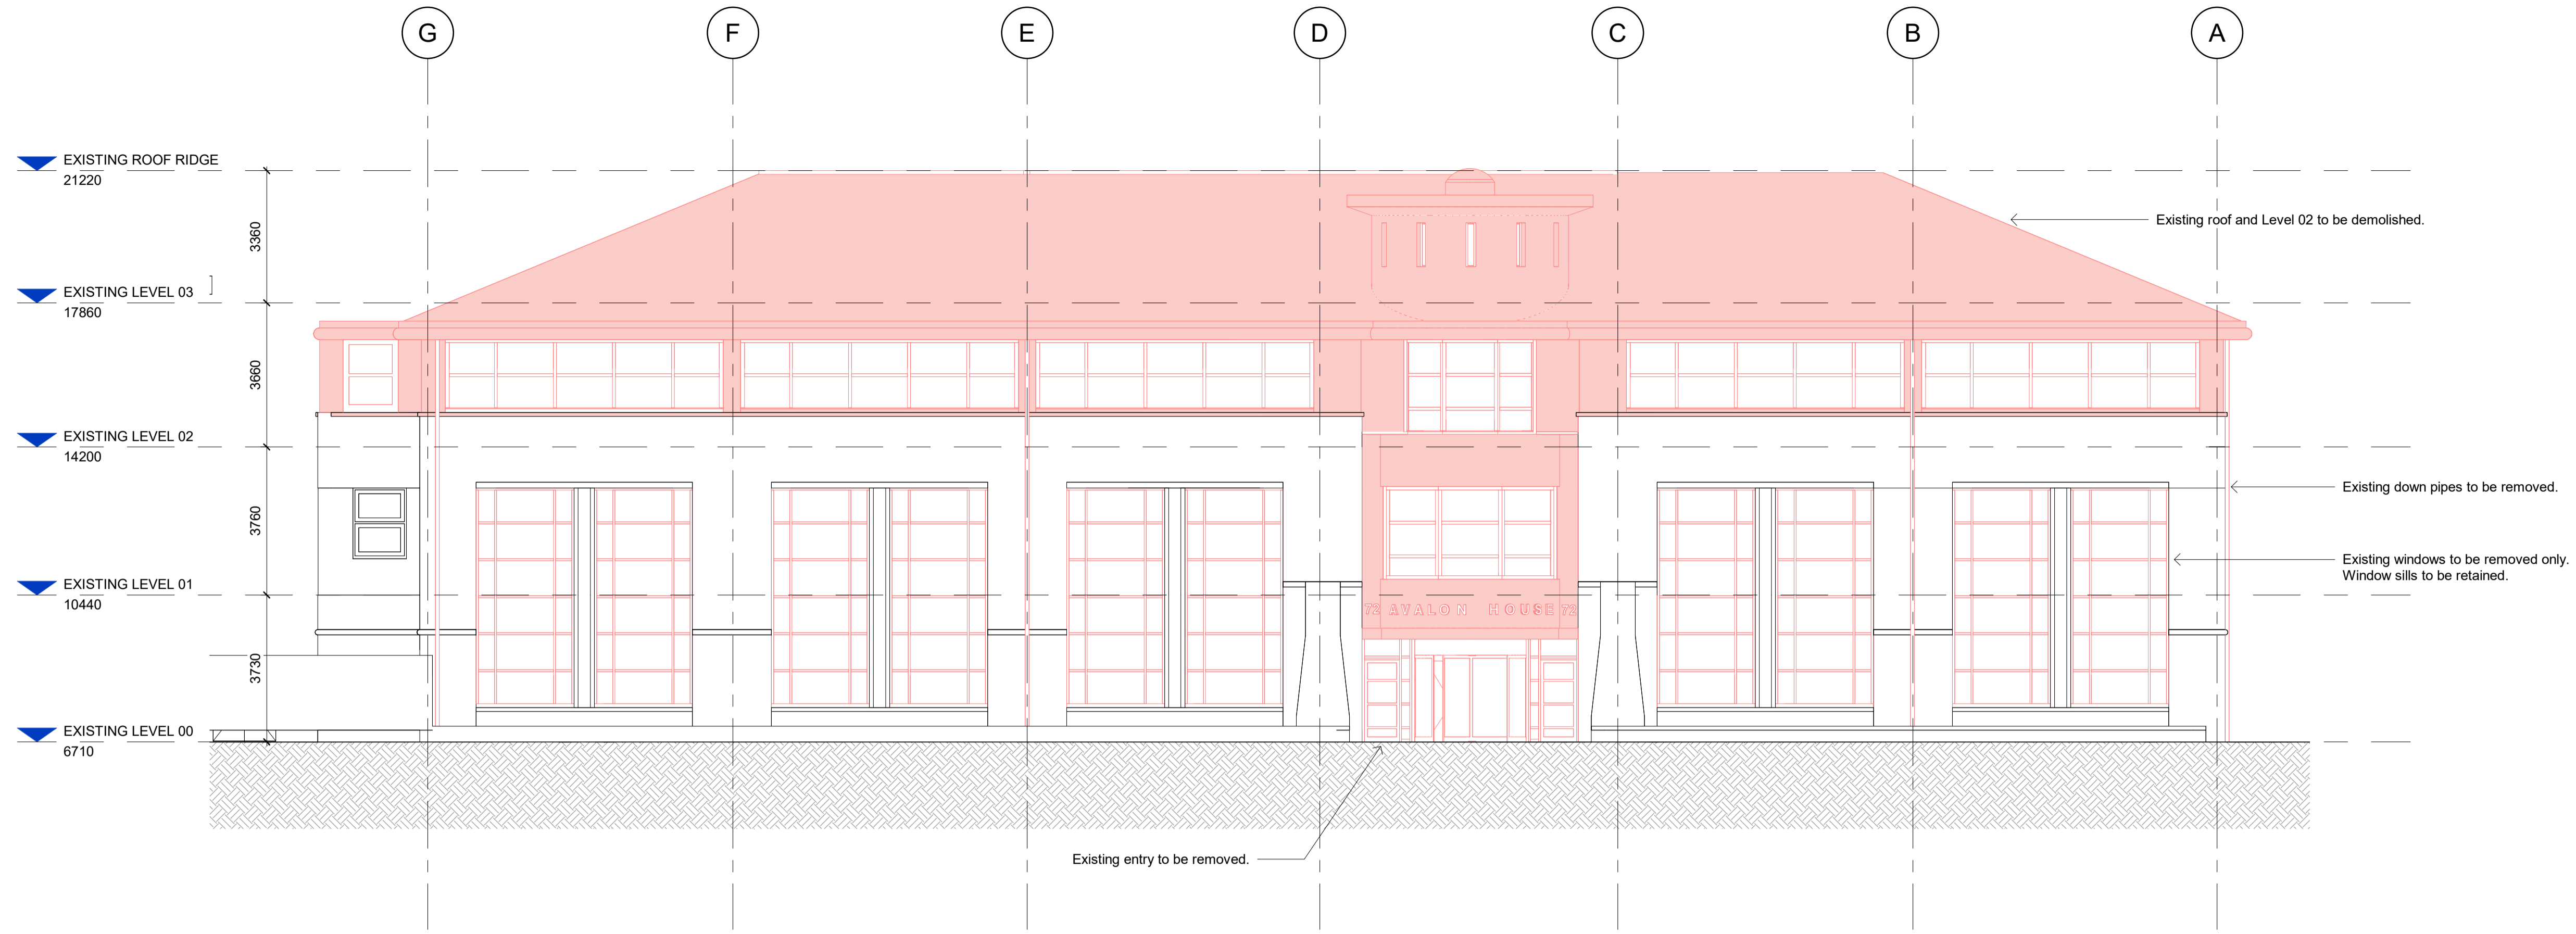 G F E D C B A
EXISTING ROOF RIDGE
21220
3360
Existing roof and Level 02 to be demolished.
EXISTING LEVEL 03
17860
3660
EXISTING LEVEL 02
14200
Existing down pipes to be removed.
3760
Existing windows to be removed only.
Window sills to be retained.
EXISTING LEVEL 01
10440
72 AVALON HOUSE 72
3730
EXISTING LEVEL 00
6710
Existing entry to be removed.